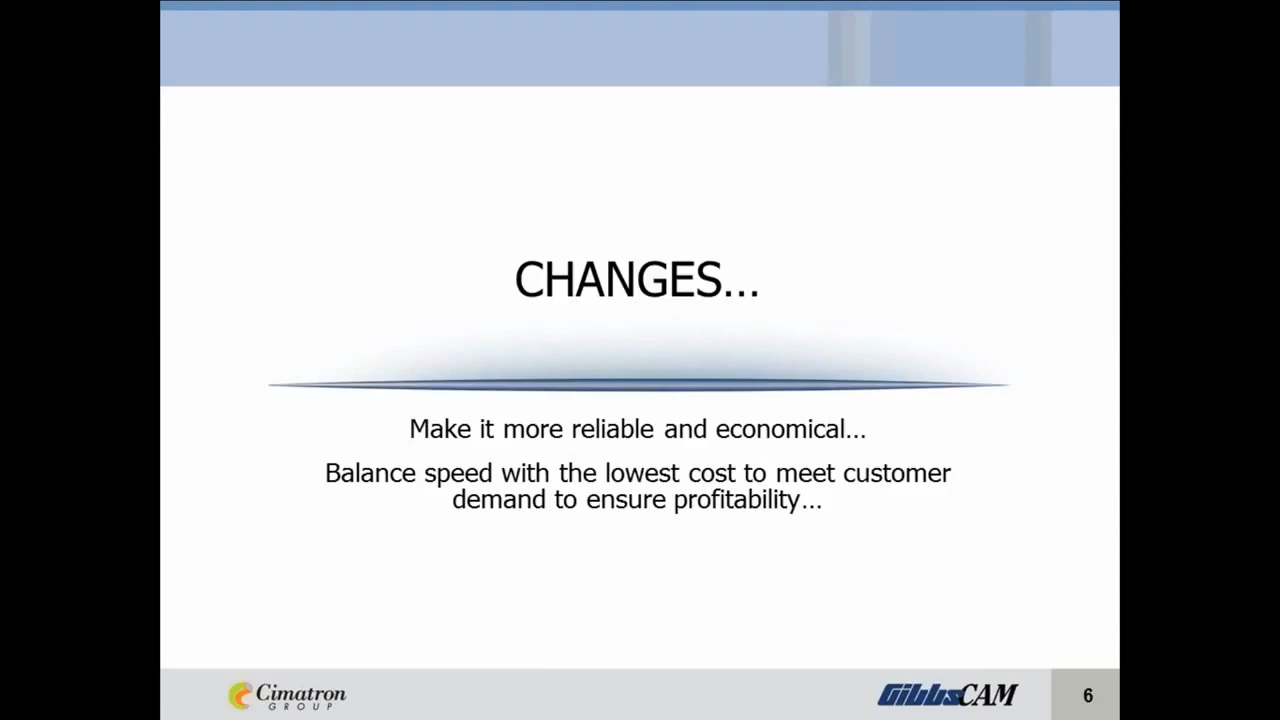 CHANGES...
Make it more reliable and economical...
Balance speed with the lowest cost to meet customer
demand to ensure profitability...
Cimatron
GROUP
GibbsCAM
6